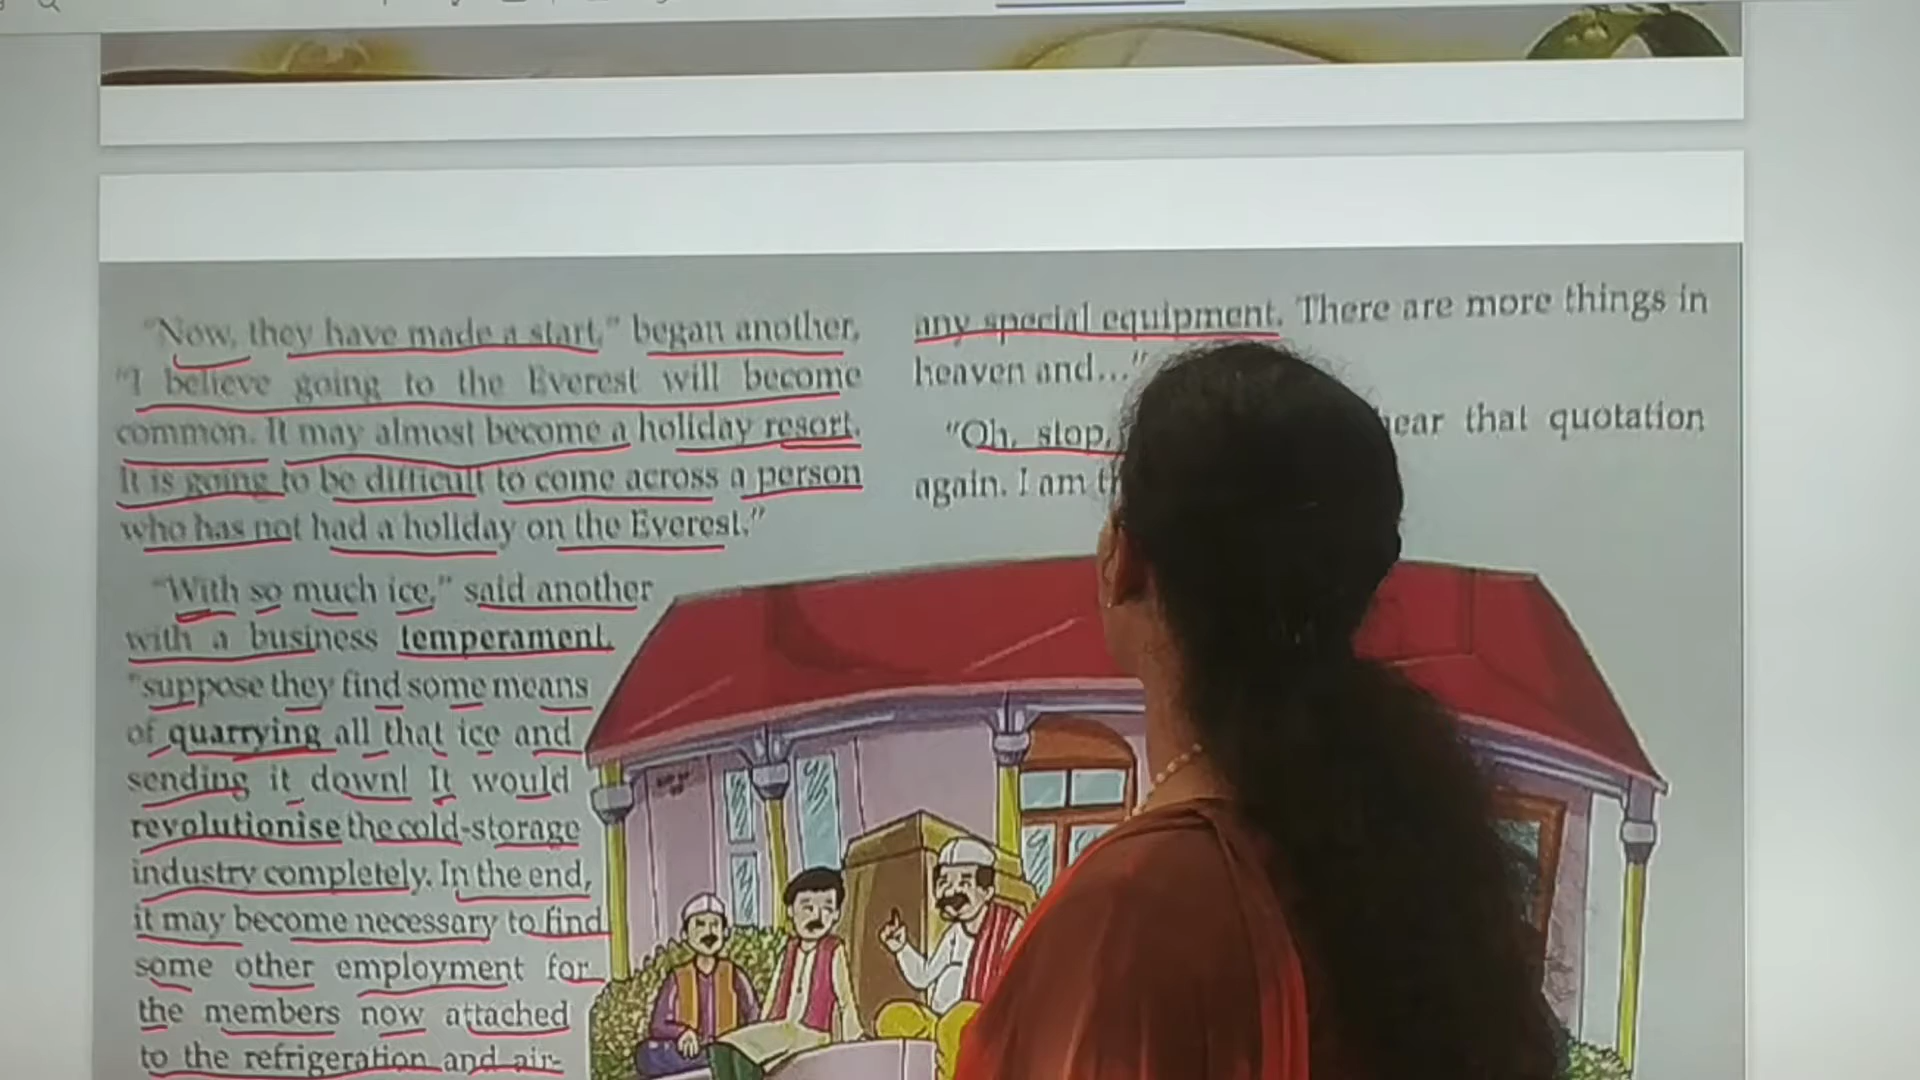 "Now, they have made a start," began another,
"I believe going to the Everest will become
common. It may almost become a holiday resort.
It is going to be difficult to come across a person
who has not had a holiday on the Everest."
"With so much ice," said another
with a business temperament,
"suppose they find some means
of quarrying all that ice and
sending it down! It would
revolutionise the cold-storage
industry completely. In the end,
it may become necessary to find
some other employment for
the members now attached
to the refrigeration and air-
any special equipment. There are more things in
heaven and..."
"Oh, stop, that quotation
again. I am